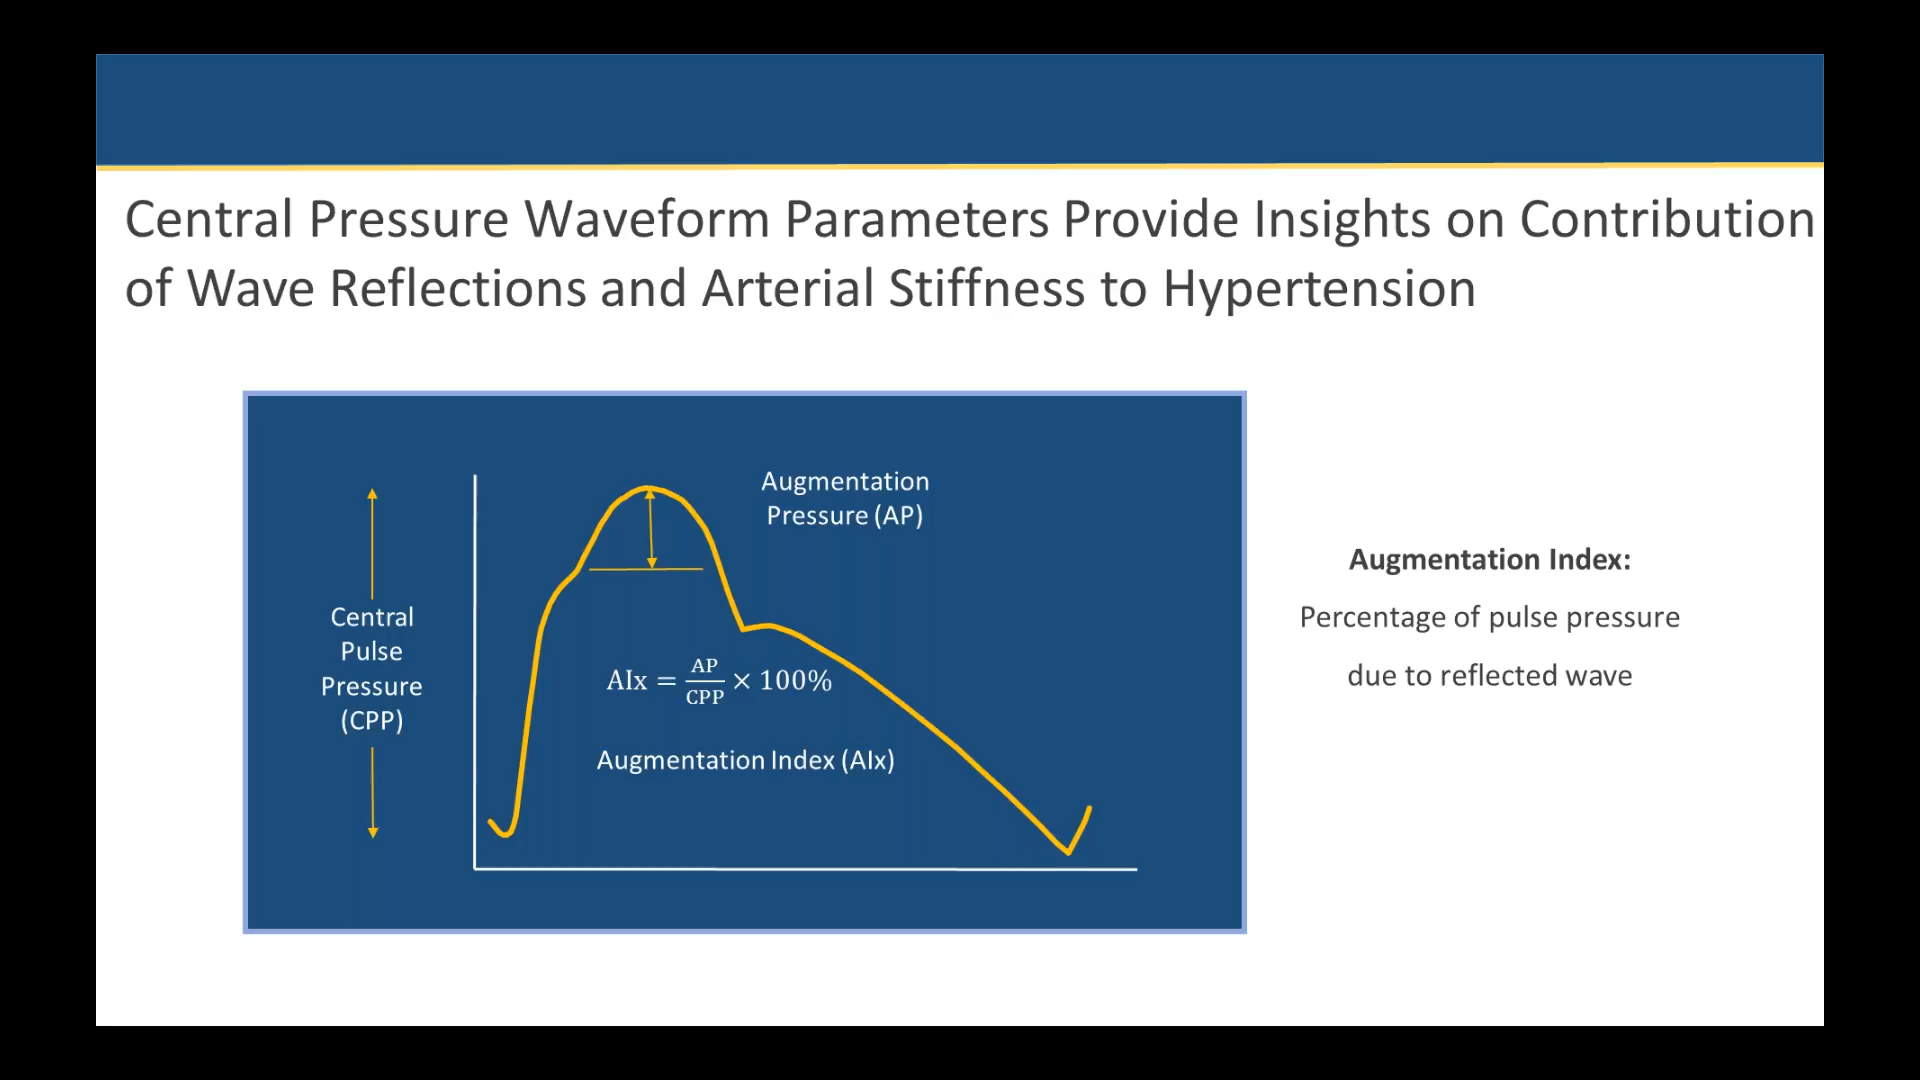 Central Pressure Waveform Parameters Provide Insights on Contribution
of Wave Reflections and Arterial Stiffness to Hypertension
Augmentation
Pressure (AP)
Central
Pulse
Pressure
(CPP)
AIx = AP/CPP × 100%
Augmentation Index (AIx)
Augmentation Index:
Percentage of pulse pressure
due to reflected wave